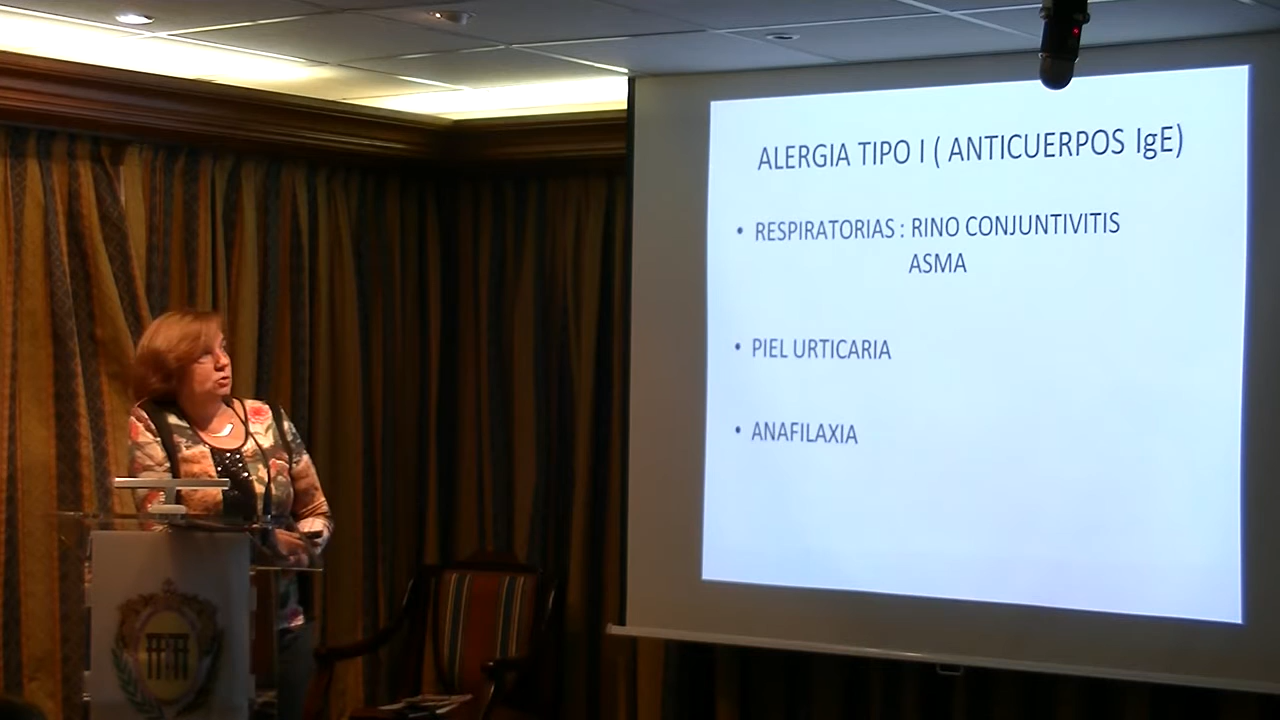 ALERGIA TIPO I ( ANTICUERPOS IgE)
• RESPIRATORIAS : RINO CONJUNTIVITIS
ASMA
• PIEL URTICARIA
• ANAFILAXIA